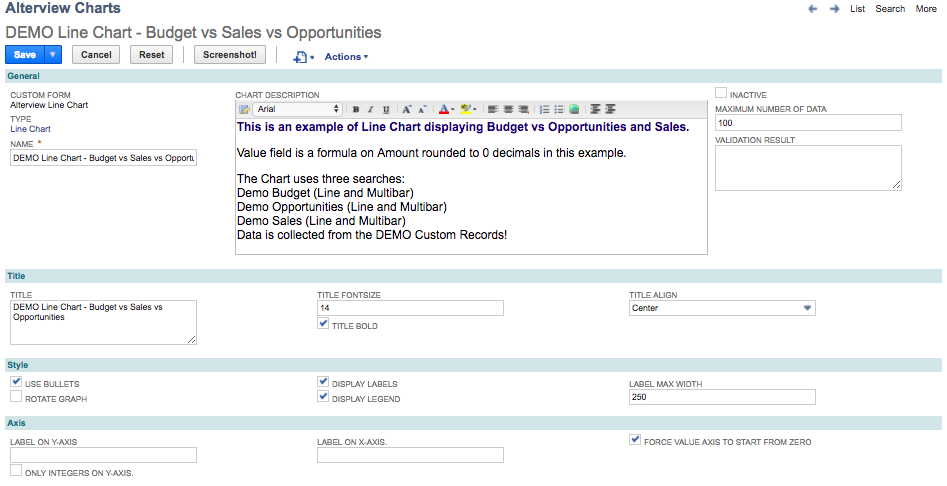 Alterview Charts
List Search More
DEMO Line Chart - Budget vs Sales vs Opportunities
Save Cancel Reset Screenshot! Actions
General
CUSTOM FORM
Alterview Line Chart
TYPE
Line Chart
NAME *
DEMO Line Chart - Budget vs Sales vs Opportu
CHART DESCRIPTION
Arial B I U A A A
This is an example of Line Chart displaying Budget vs Opportunities and Sales.
Value field is a formula on Amount rounded to 0 decimals in this example.
The Chart uses three searches:
Demo Budget (Line and Multibar)
Demo Opportunities (Line and Multibar)
Demo Sales (Line and Multibar)
Data is collected from the DEMO Custom Records!
INACTIVE
MAXIMUM NUMBER OF DATA
100
VALIDATION RESULT
Title
TITLE
DEMO Line Chart - Budget vs Sales vs
Opportunities
TITLE FONTSIZE
14
TITLE BOLD
TITLE ALIGN
Center
Style
USE BULLETS
ROTATE GRAPH
DISPLAY LABELS
DISPLAY LEGEND
LABEL MAX WIDTH
250
Axis
LABEL ON Y-AXIS
ONLY INTEGERS ON Y-AXIS.
LABEL ON X-AXIS.
FORCE VALUE AXIS TO START FROM ZERO